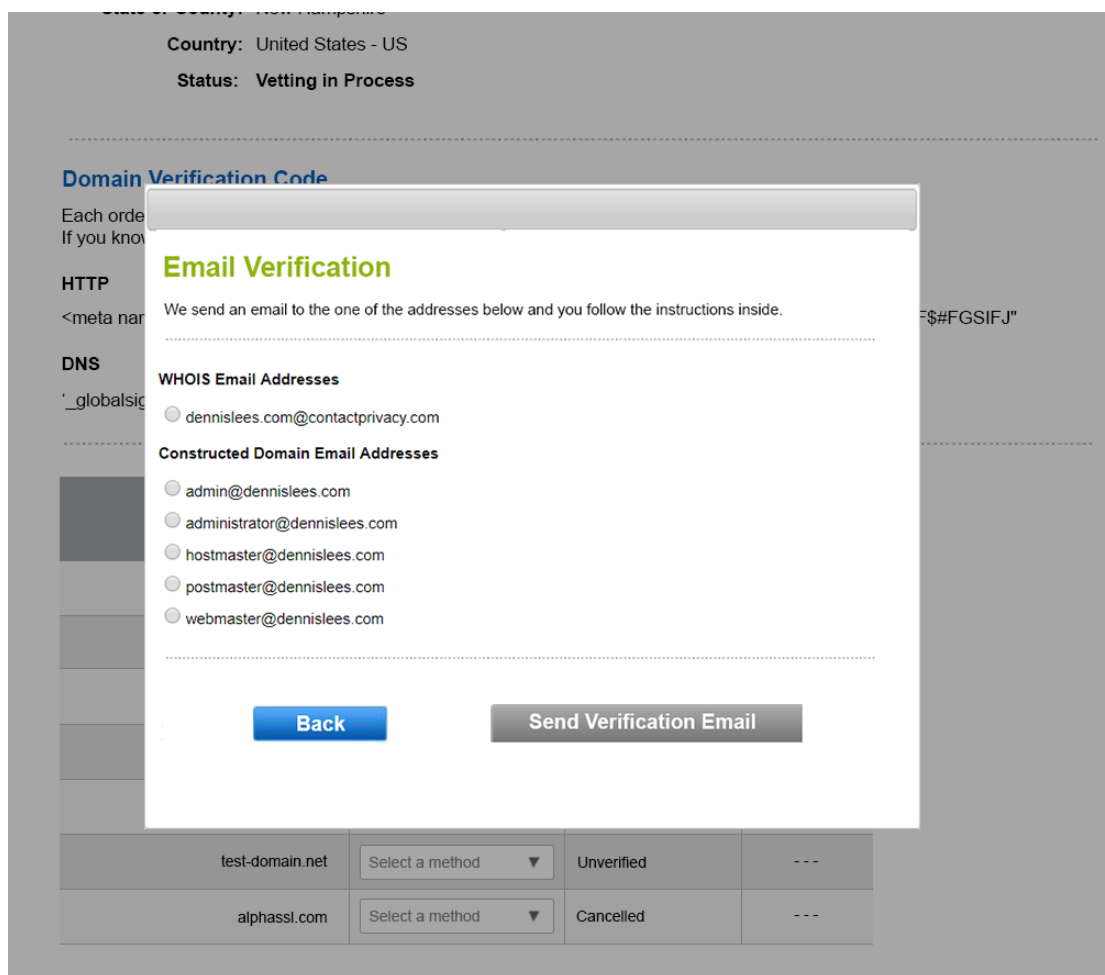 Country: United States - US
Status: Vetting in Process
Domain Verification Code
Each orde
If you know
HTTP
<meta nar F$#FGSIFJ"
DNS
'_globalsig
Email Verification
We send an email to the one of the addresses below and you follow the instructions inside.
WHOIS Email Addresses
dennislees.com@contactprivacy.com
Constructed Domain Email Addresses
admin@dennislees.com
administrator@dennislees.com
hostmaster@dennislees.com
postmaster@dennislees.com
webmaster@dennislees.com
Back Send Verification Email
test-domain.net Select a method ▼ Unverified ---
alphassl.com Select a method ▼ Cancelled ---